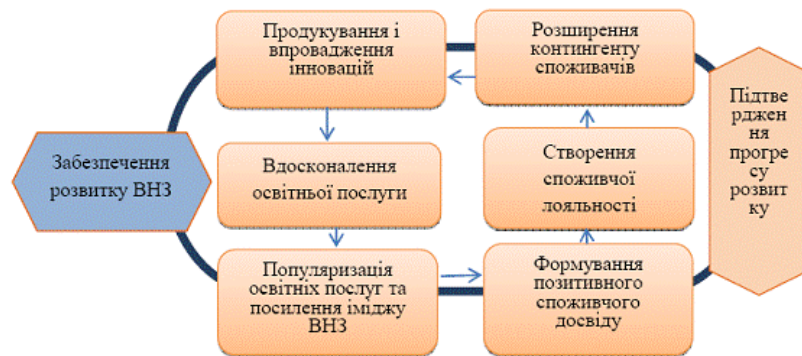 Продукування і
впровадження
інновацій
Розширення
контингенту
споживачів
Підтве
рджен
ня
прогре
су
розвит
ку
Забезпечення
розвитку ВНЗ
Вдосконалення
освітньої послуги
Створення
споживчої
лояльності
Популяризація
освітніх послуг та
посилення іміджу
ВНЗ
Формування
позитивного
споживчого
досвіду